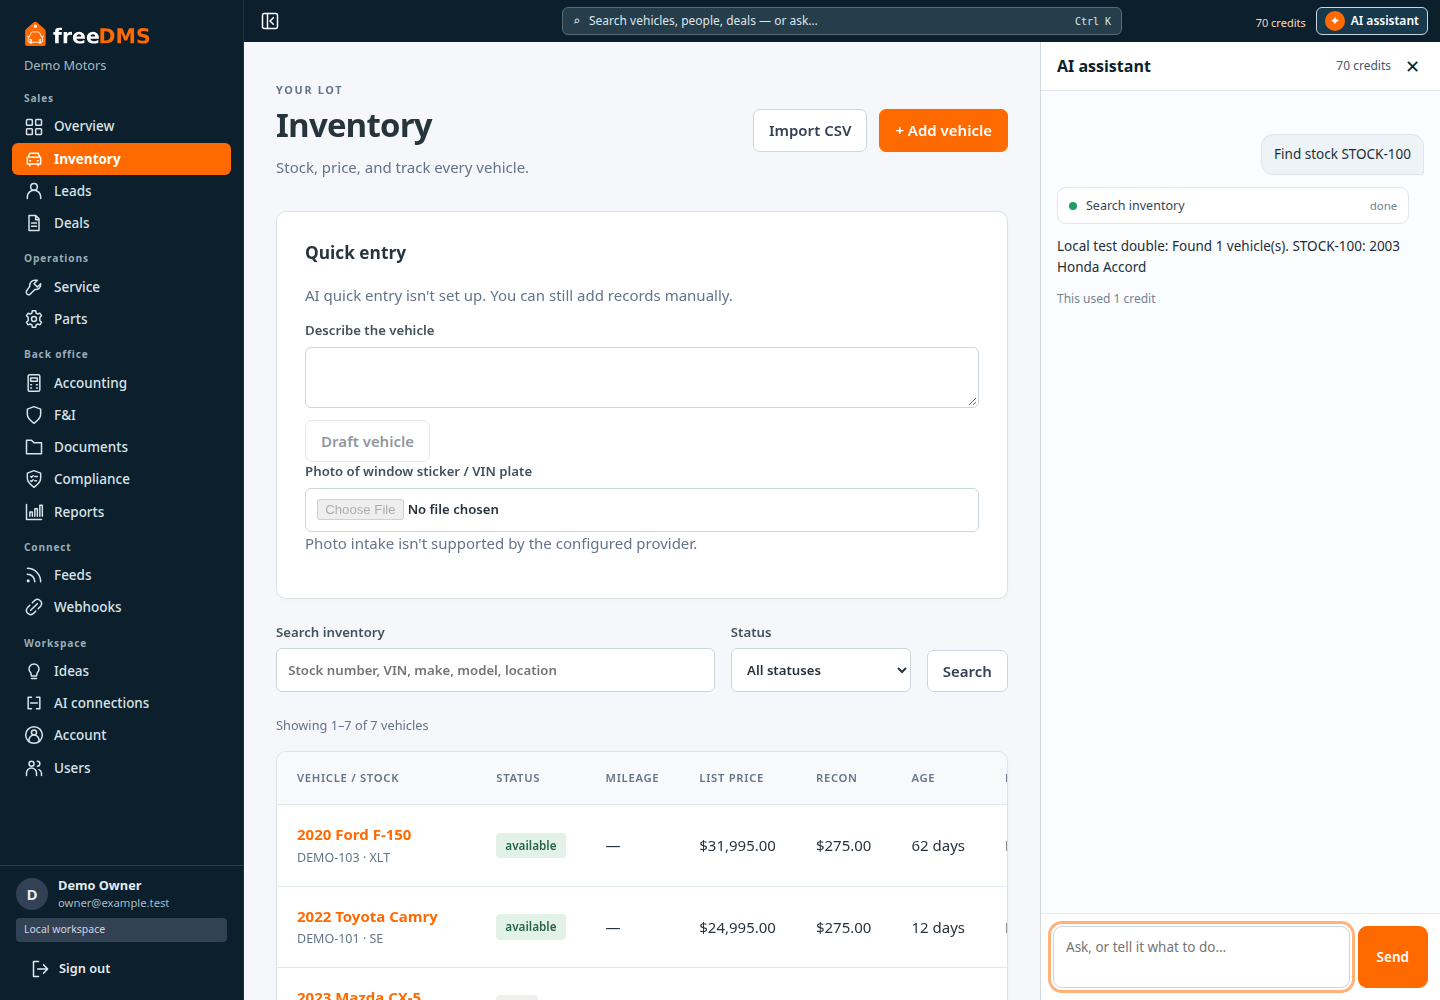 freeDMS
Demo Motors
Sales
Overview
Inventory
Leads
Deals
Operations
Service
Parts
Back office
Accounting
F&I
Documents
Compliance
Reports
Connect
Feeds
Webhooks
Workspace
Ideas
AI connections
Account
Users
D
Demo Owner
owner@example.test
Local workspace
Sign out
Search vehicles, people, deals — or ask...
Ctrl K
70 credits
AI assistant
YOUR LOT
Inventory
Stock, price, and track every vehicle.
Import CSV
+ Add vehicle
Quick entry
AI quick entry isn't set up. You can still add records manually.
Describe the vehicle
Draft vehicle
Photo of window sticker / VIN plate
Choose File No file chosen
Photo intake isn't supported by the configured provider.
Search inventory
Status
Stock number, VIN, make, model, location
All statuses
Search
Showing 1–7 of 7 vehicles
VEHICLE / STOCK STATUS MILEAGE LIST PRICE RECON AGE
2020 Ford F-150
DEMO-103 · XLT
available — $31,995.00 $275.00 62 days
2022 Toyota Camry
DEMO-101 · SE
available — $24,995.00 $275.00 12 days
2023 Mazda CX-5
AI assistant
70 credits
Find stock STOCK-100
Search inventory
done
Local test double: Found 1 vehicle(s). STOCK-100: 2003
Honda Accord
This used 1 credit
Ask, or tell it what to do...
Send